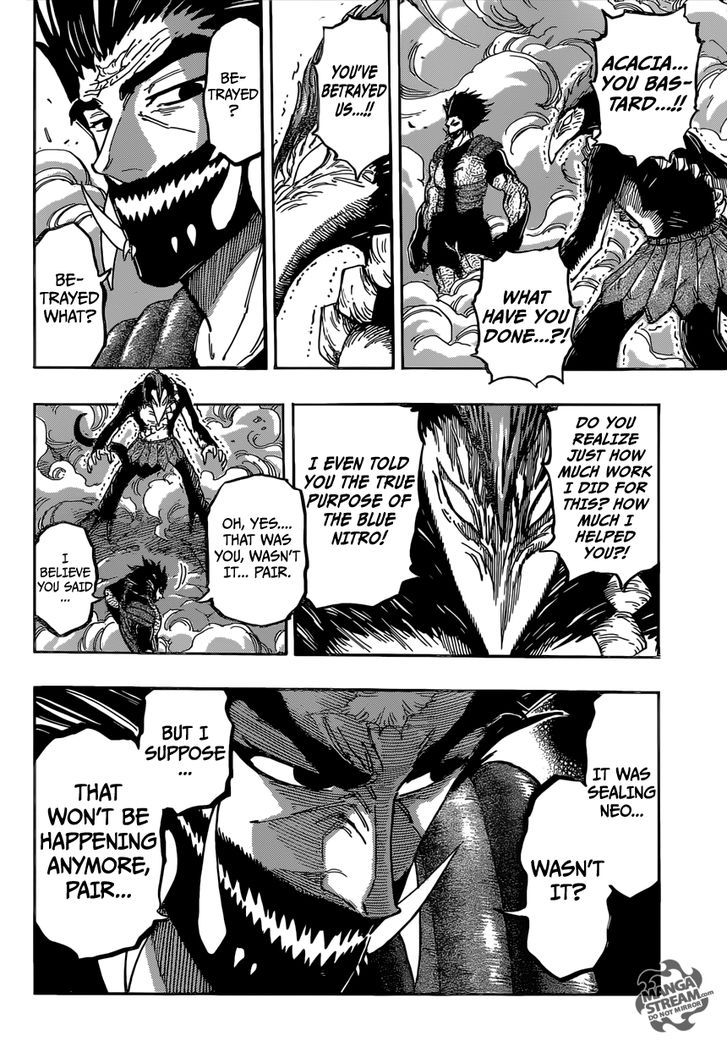 ACACIA...
YOU BAS-
TARD...!!
WHAT
HAVE YOU
DONE...?!
YOU'VE
BETRAYED
US...!!
BE-
TRAYED
?
BE-
TRAYED
WHAT?
DO YOU
REALIZE
JUST HOW
MUCH WORK
I DID FOR
THIS? HOW
MUCH I
HELPED
YOU?!
I EVEN TOLD
YOU THE TRUE
PURPOSE OF
THE BLUE
NITRO!
OH, YES....
THAT WAS
YOU, WASN'T
IT... PAIR.
I
BELIEVE
YOU SAID
...
IT WAS
SEALING
NEO...
WASN'T
IT?
BUT I
SUPPOSE
...
THAT
WON'T BE
HAPPENING
ANYMORE,
PAIR...
MANGA
STREAM.com
DO NOT MIRROR